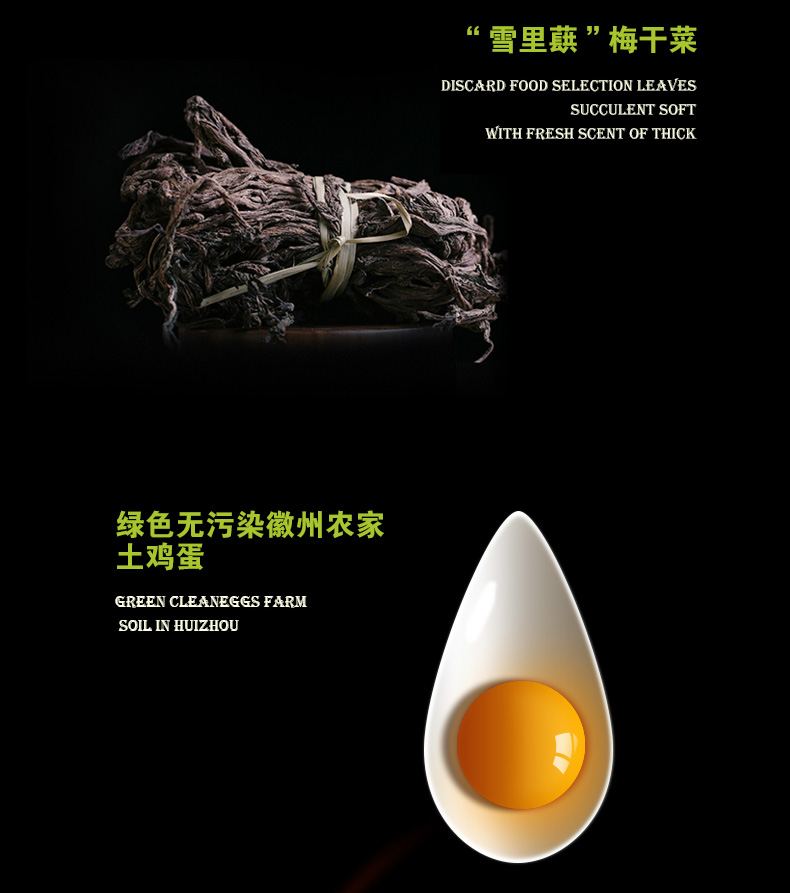 “雪里蕻”梅干菜
DISCARD FOOD SELECTION LEAVES
SUCCULENT SOFT
WITH FRESH SCENT OF THICK
绿色无污染徽州农家
土鸡蛋
GREEN CLEANEGGS FARM
SOIL IN HUIZHOU